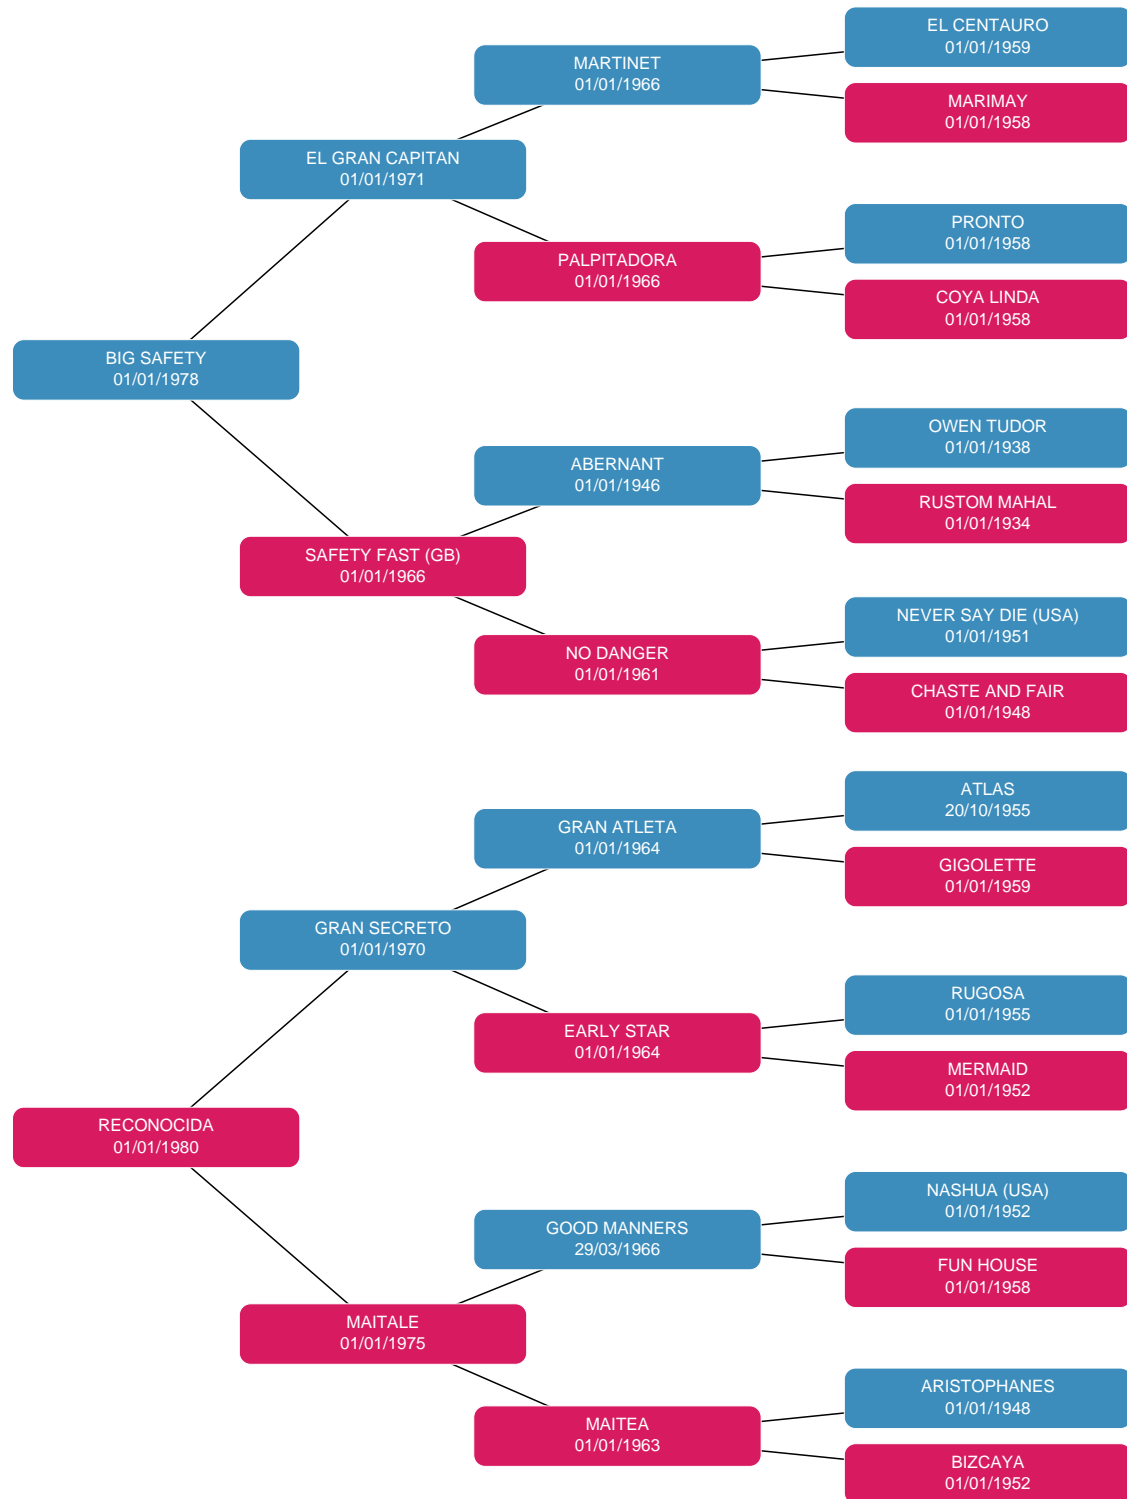 EL CENTAURO
01/01/1959
MARTINET
01/01/1966
MARIMAY
01/01/1958
EL GRAN CAPITAN
01/01/1971
PRONTO
01/01/1958
PALPITADORA
01/01/1966
COYA LINDA
01/01/1958
BIG SAFETY
01/01/1978
OWEN TUDOR
01/01/1938
ABERNANT
01/01/1946
RUSTOM MAHAL
01/01/1934
SAFETY FAST (GB)
01/01/1966
NEVER SAY DIE (USA)
01/01/1951
NO DANGER
01/01/1961
CHASTE AND FAIR
01/01/1948
ATLAS
20/10/1955
GRAN ATLETA
01/01/1964
GIGOLETTE
01/01/1959
GRAN SECRETO
01/01/1970
RUGOSA
01/01/1955
EARLY STAR
01/01/1964
MERMAID
01/01/1952
RECONOCIDA
01/01/1980
NASHUA (USA)
01/01/1952
GOOD MANNERS
29/03/1966
FUN HOUSE
01/01/1958
MAITALE
01/01/1975
ARISTOPHANES
01/01/1948
MAITEA
01/01/1963
BIZCAYA
01/01/1952